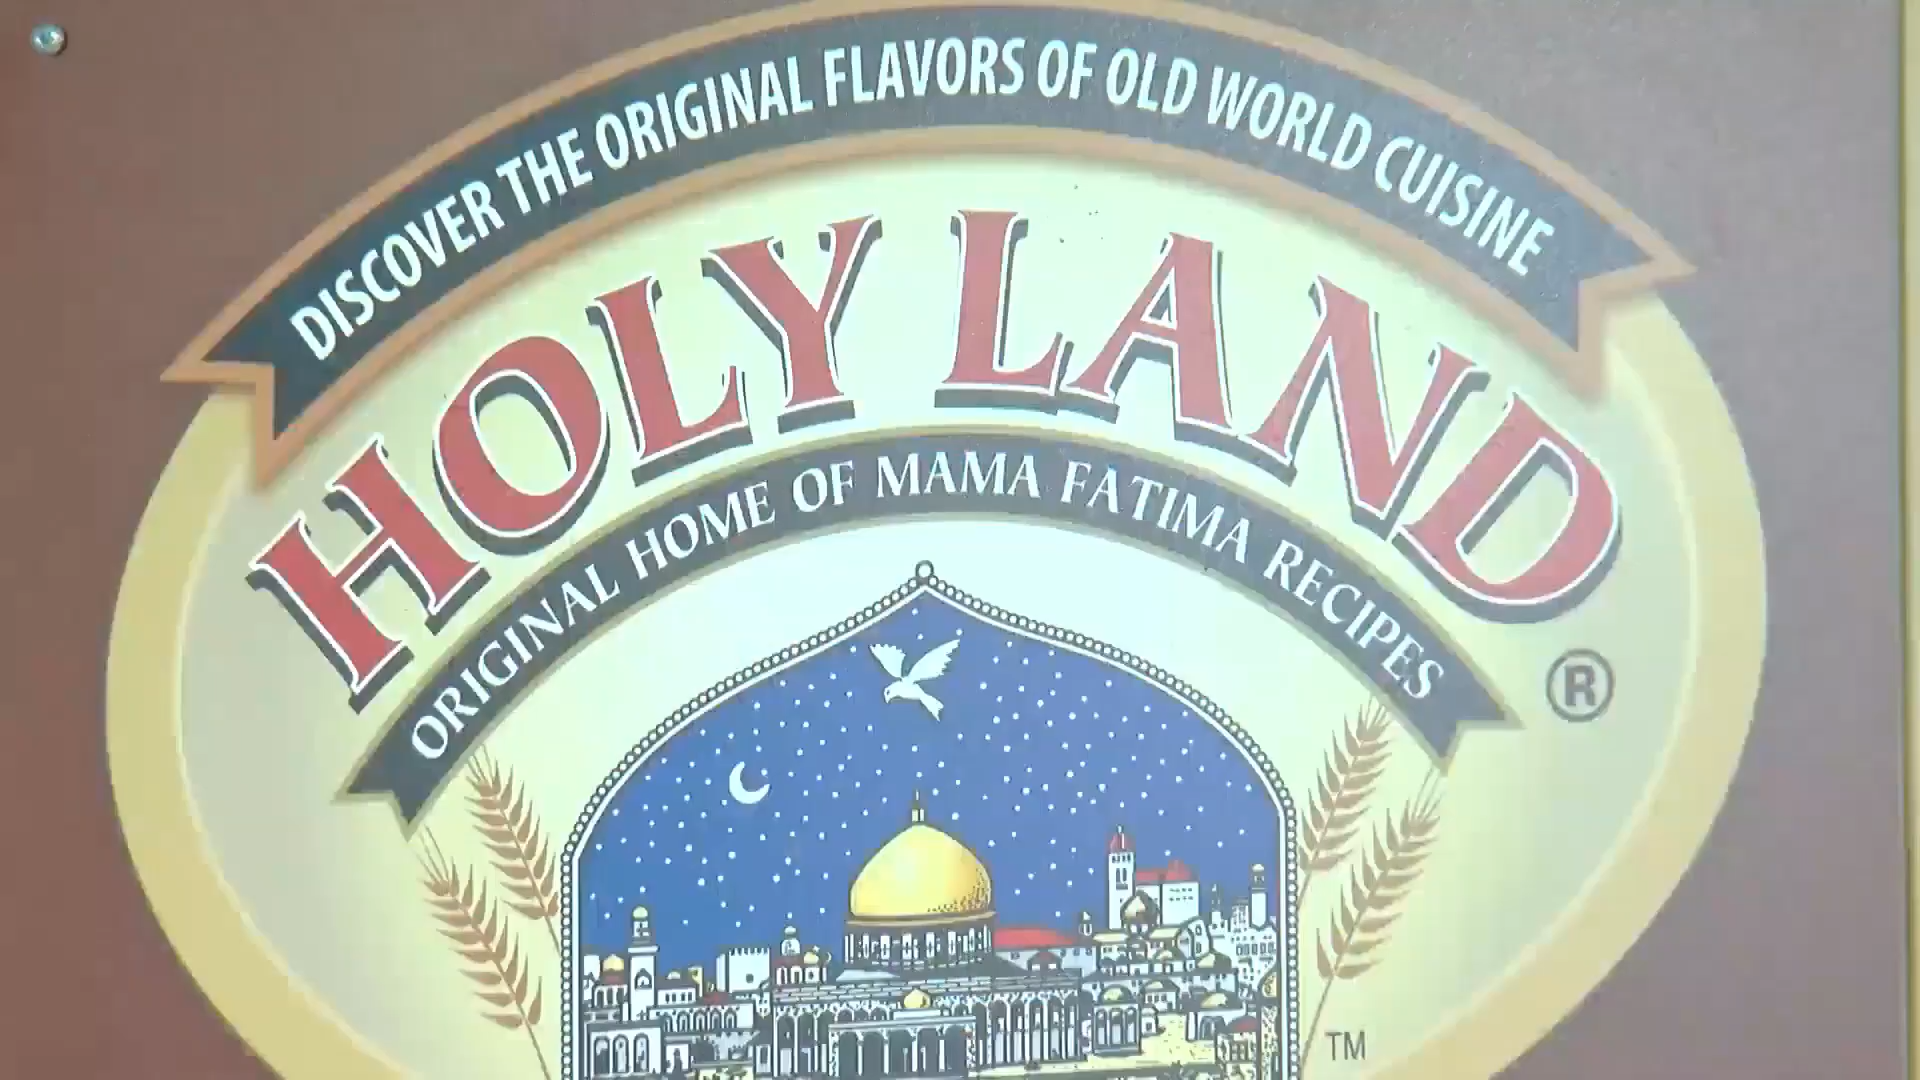 DISCOVER THE ORIGINAL FLAVORS OF OLD WORLD CUISINE
HOLY LAND
ORIGINAL HOME OF MAMA FATIMA RECIPES
®
TM